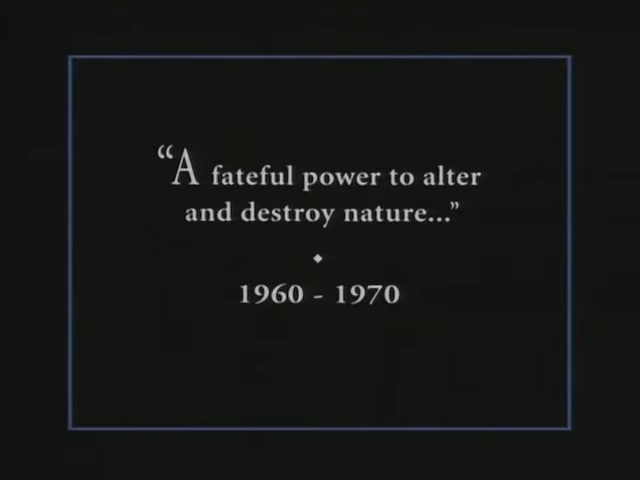 “A fateful power to alter
and destroy nature...”
1960 - 1970